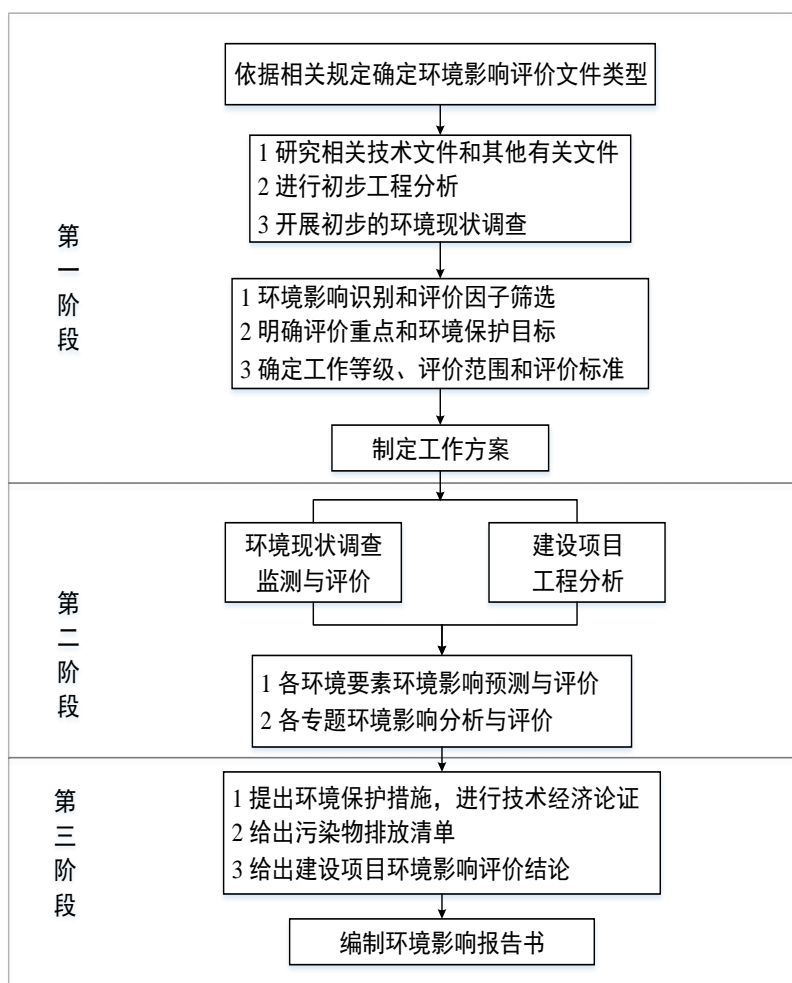 依据相关规定确定环境影响评价文件类型
1 研究相关技术文件和其他有关文件
2 进行初步工程分析
3 开展初步的环境现状调查
第一阶段
1 环境影响识别和评价因子筛选
2 明确评价重点和环境保护目标
3 确定工作等级、评价范围和评价标准
制定工作方案
环境现状调查
监测与评价
建设项目
工程分析
第二阶段
1 各环境要素环境影响预测与评价
2 各专题环境影响分析与评价
第三阶段
1 提出环境保护措施，进行技术经济论证
2 给出污染物排放清单
3 给出建设项目环境影响评价结论
编制环境影响报告书